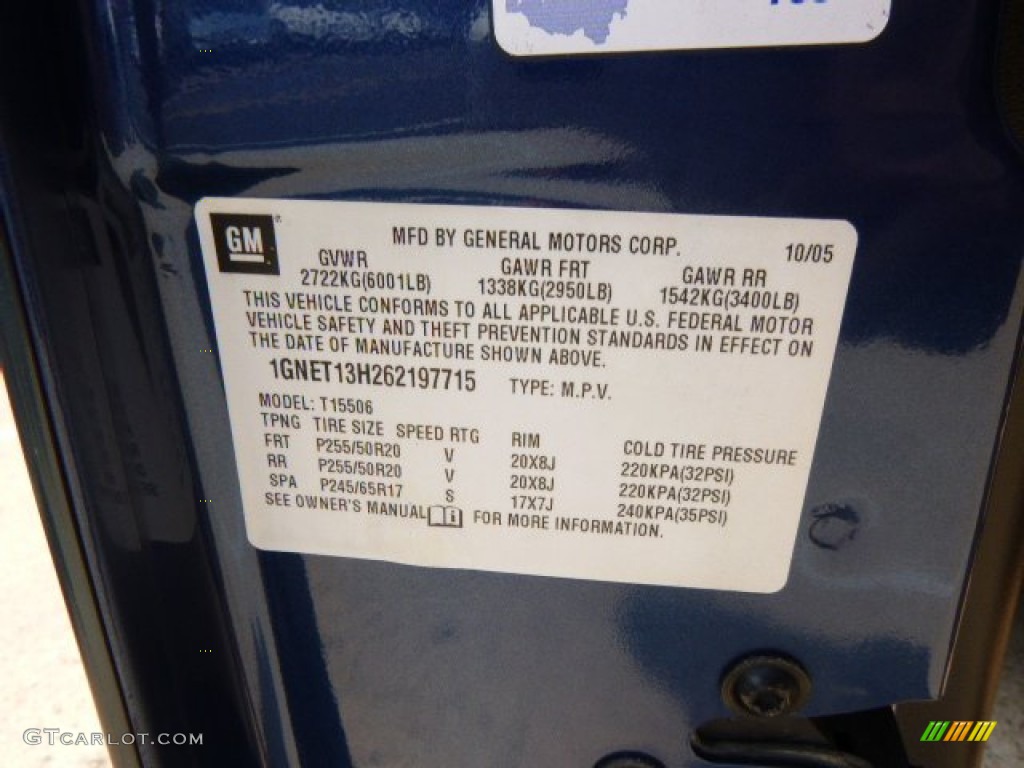 GM
MFD BY GENERAL MOTORS CORP. 10/05
GVWR GAWR FRT GAWR RR
2722KG(6001LB) 1338KG(2950LB) 1542KG(3400LB)
THIS VEHICLE CONFORMS TO ALL APPLICABLE U.S. FEDERAL MOTOR
VEHICLE SAFETY AND THEFT PREVENTION STANDARDS IN EFFECT ON
THE DATE OF MANUFACTURE SHOWN ABOVE.
1GNET13H262197715 TYPE: M.P.V.
MODEL: T15506
TPNG TIRE SIZE SPEED RTG RIM COLD TIRE PRESSURE
FRT P255/50R20 V 20X8J 220KPA(32PSI)
RR P255/50R20 V 20X8J 220KPA(32PSI)
SPA P245/65R17 S 17X7J 240KPA(35PSI)
SEE OWNER'S MANUAL FOR MORE INFORMATION.
GTCARLOT.COM